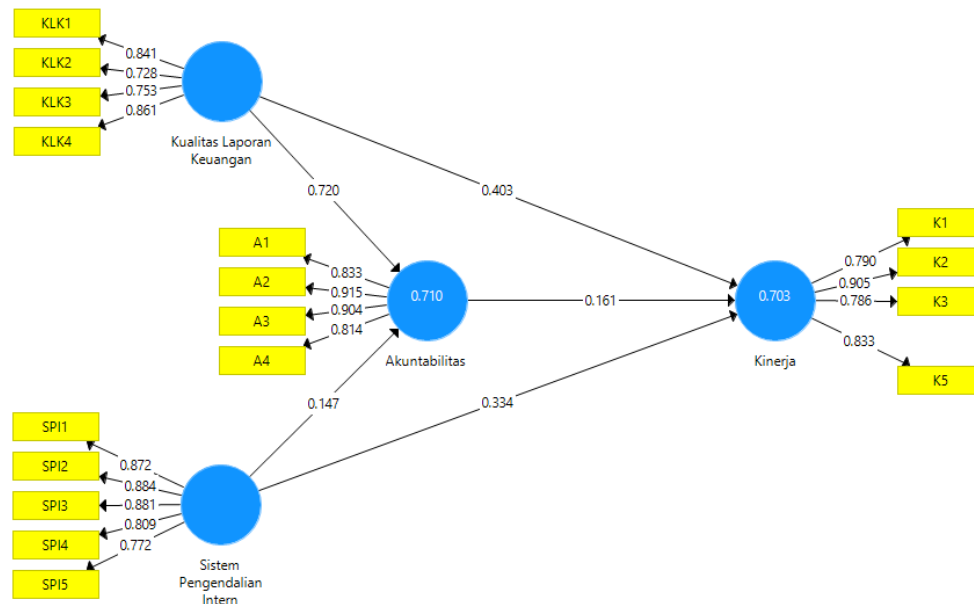 KLK1
KLK2
KLK3
KLK4
0.841
0.728
0.753
0.861
Kualitas Laporan
Keuangan
0.720
0.403
A1
A2
A3
A4
0.833
0.915
0.904
0.814
0.710
Akuntabilitas
0.161
0.703
Kinerja
0.790
0.905
0.786
0.833
K1
K2
K3
K5
0.147
0.334
SPI1
SPI2
SPI3
SPI4
SPI5
0.872
0.884
0.881
0.809
0.772
Sistem
Pengendalian
Intern